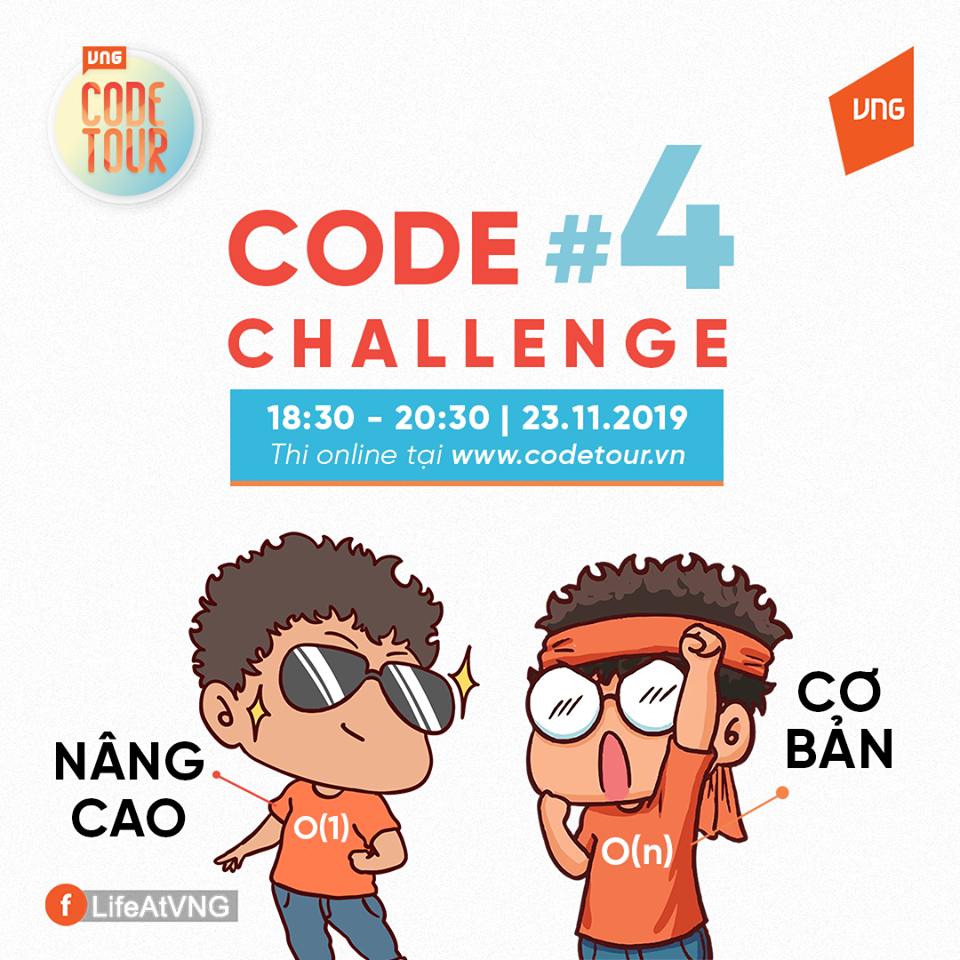 VNG
CODE
TOUR
VNG
CODE #4
CHALLENGE
18:30 - 20:30 | 23.11.2019
Thi online tại www.codetour.vn
NÂNG
CAO
O(1)
CƠ
BẢN
O(n)
f LifeAtVNG